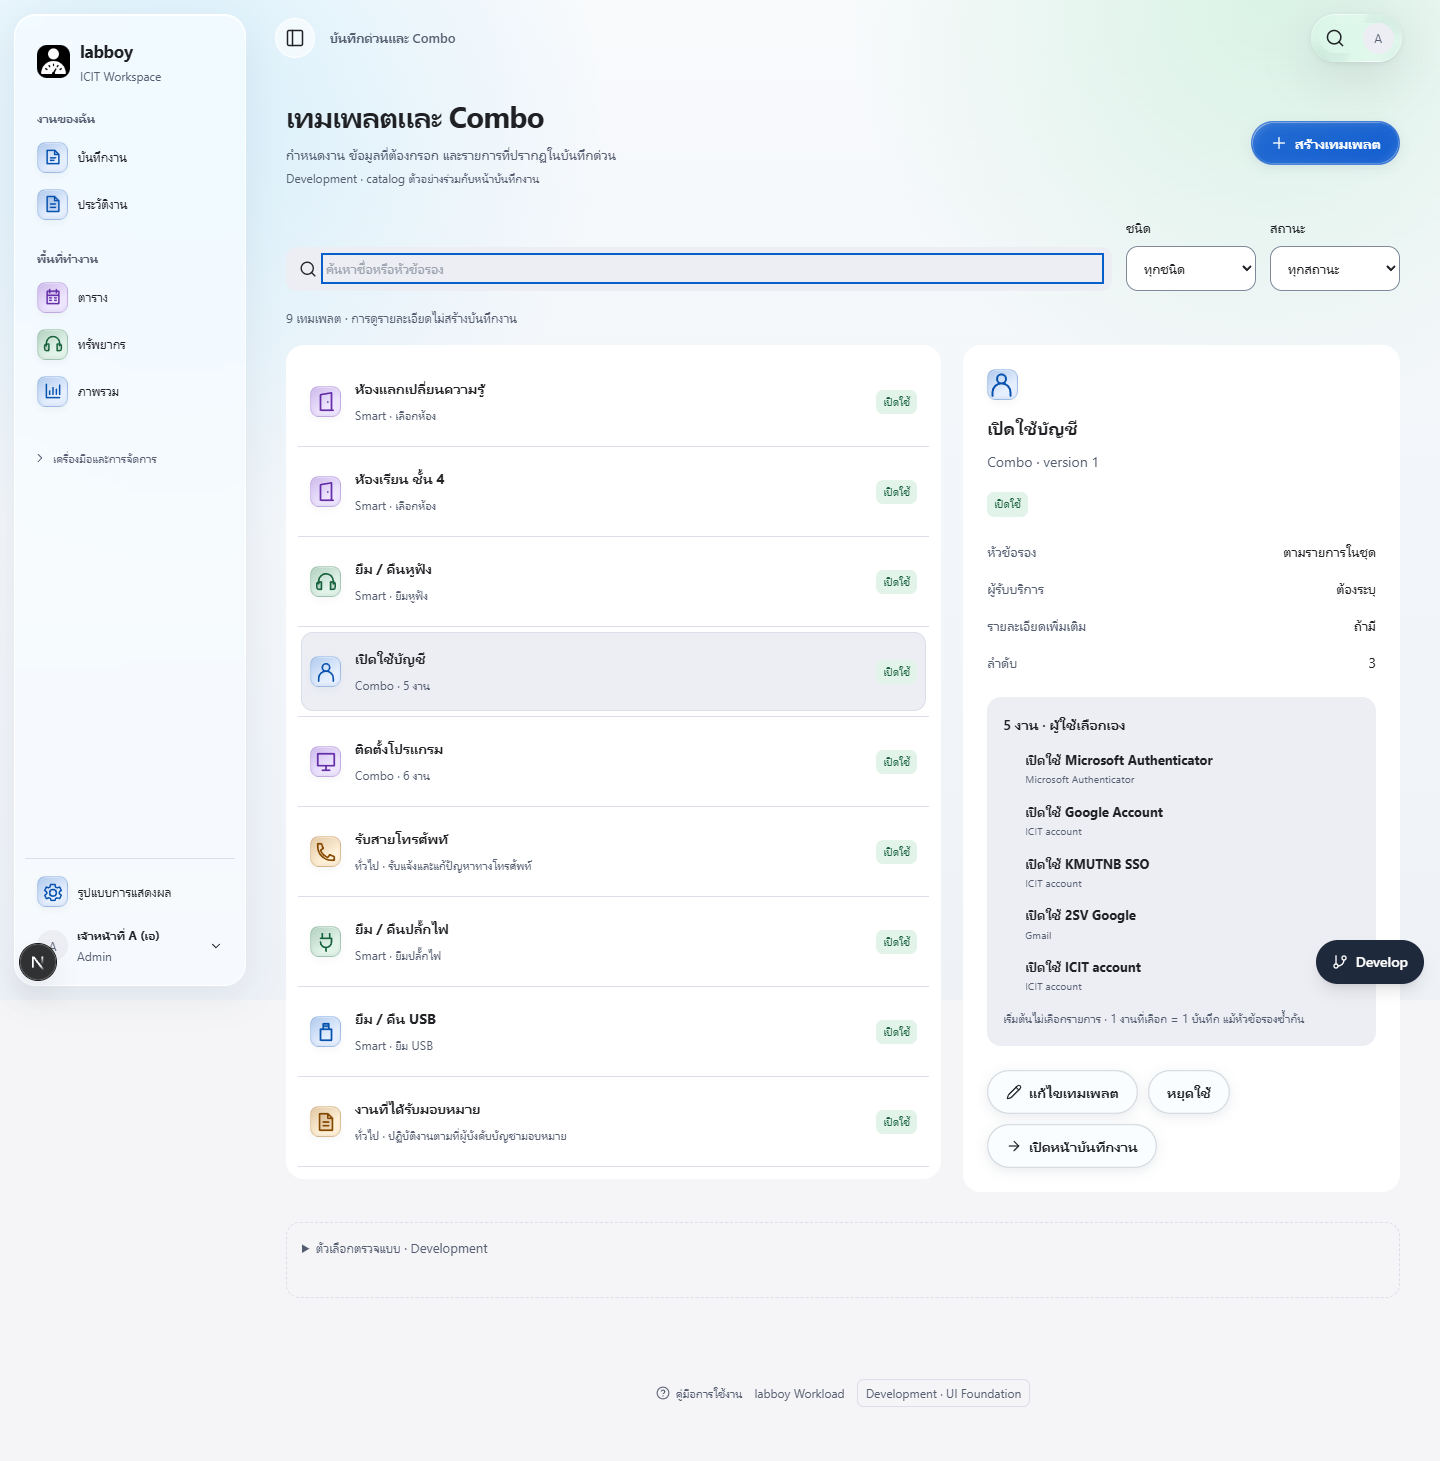 labboy
ICIT Workspace
งานของฉัน
บันทึกงาน
ประวัติงาน
พื้นที่ทำงาน
ตาราง
ทรัพยากร
ภาพรวม
เครื่องมือและการจัดการ
รูปแบบการแสดงผล
เจ้าหน้าที่ A (เอ)
Admin
บันทึกด่วนและ Combo
A
เทมเพลตและ Combo
กำหนดงาน ข้อมูลที่ต้องกรอก และรายการที่ปรากฏในบันทึกด่วน
Development · catalog ตัวอย่างร่วมกับหน้าบันทึกงาน
สร้างเทมเพลต
ค้นหาชื่อหรือหัวข้อรอง
ชนิด
ทุกชนิด
สถานะ
ทุกสถานะ
9 เทมเพลต · การดูรายละเอียดไม่สร้างบันทึกงาน
ห้องแลกเปลี่ยนความรู้
Smart · เลือกห้อง
เปิดใช้
ห้องเรียน ชั้น 4
Smart · เลือกห้อง
เปิดใช้
ยืม / คืนหูฟัง
Smart · ยืมหูฟัง
เปิดใช้
เปิดใช้บัญชี
Combo · 5 งาน
เปิดใช้
ติดตั้งโปรแกรม
Combo · 6 งาน
เปิดใช้
รับสายโทรศัพท์
ทั่วไป · รับแจ้งและแก้ปัญหาทางโทรศัพท์
เปิดใช้
ยืม / คืนปลั๊กไฟ
Smart · ยืมปลั๊กไฟ
เปิดใช้
ยืม / คืน USB
Smart · ยืม USB
เปิดใช้
งานที่ได้รับมอบหมาย
ทั่วไป · ปฏิบัติงานตามที่ผู้บังคับบัญชามอบหมาย
เปิดใช้
เปิดใช้บัญชี
Combo · version 1
เปิดใช้
หัวข้อรอง ตามรายการในชุด
ผู้รับบริการ ต้องระบุ
รายละเอียดเพิ่มเติม ถ้ามี
ลำดับ 3
5 งาน · ผู้ใช้เลือกเอง
เปิดใช้ Microsoft Authenticator
Microsoft Authenticator
เปิดใช้ Google Account
ICIT account
เปิดใช้ KMUTNB SSO
ICIT account
เปิดใช้ 2SV Google
Gmail
เปิดใช้ ICIT account
ICIT account
เริ่มต้นไม่เลือกรายการ · 1 งานที่เลือก = 1 บันทึก แม้หัวข้อรองซ้ำกัน
แก้ไขเทมเพลต
หยุดใช้
เปิดหน้าบันทึกงาน
Develop
ตัวเลือกตรวจแบบ · Development
คู่มือการใช้งาน labboy Workload Development · UI Foundation